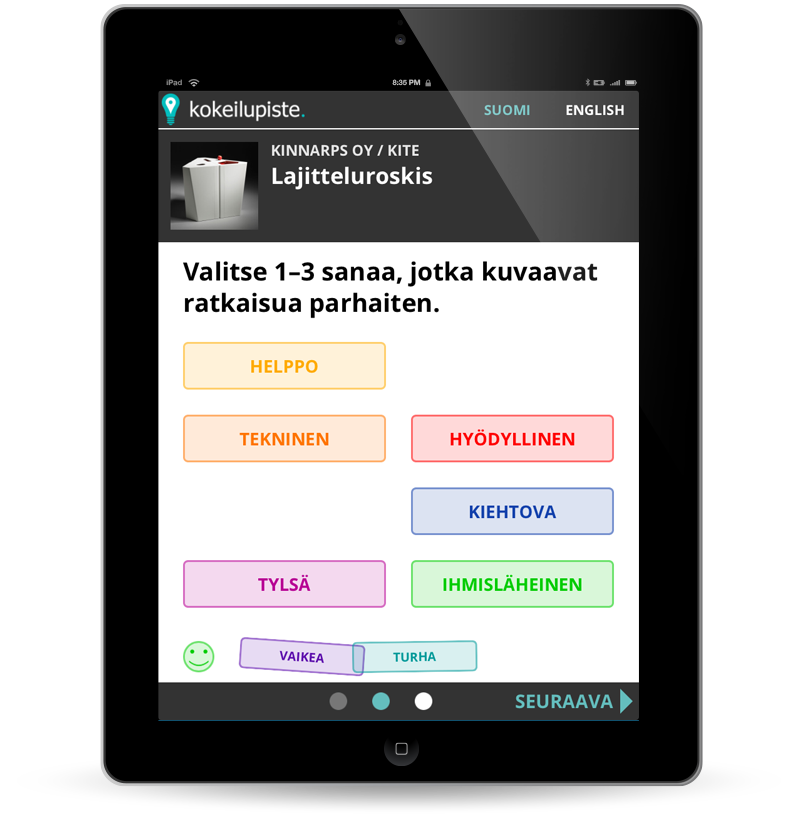 iPad 8:35 PM
kokeilupiste. SUOMI ENGLISH
KINNARPS OY / KITE
Lajitteluroskis
Valitse 1–3 sanaa, jotka kuvaavat
ratkaisua parhaiten.
HELPPO
TEKNINEN HYÖDYLLINEN
KIEHTOVA
TYLSÄ IHMISLÄHEINEN
VAIKEA TURHA
SEURAAVA